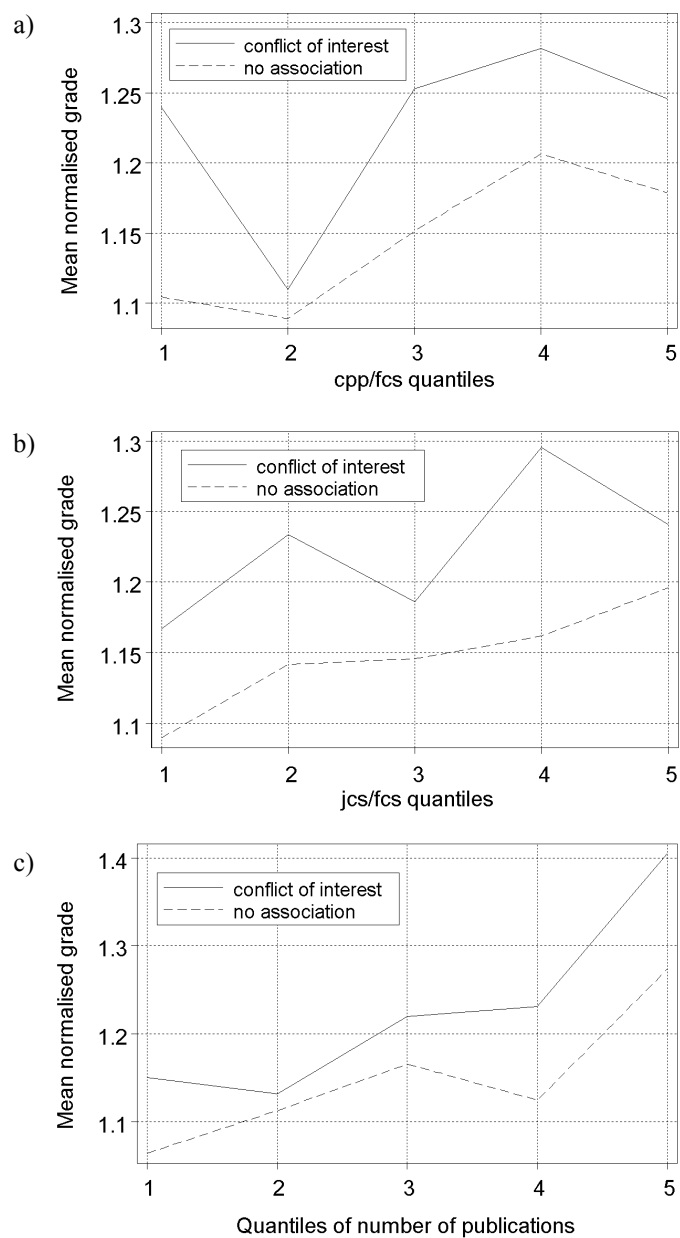 a)
conflict of interest
no association
Mean normalised grade
1.3
1.25
1.2
1.15
1.1
1 2 3 4 5
cpp/fcs quantiles
b)
conflict of interest
no association
Mean normalised grade
1.3
1.25
1.2
1.15
1.1
1 2 3 4 5
jcs/fcs quantiles
c)
conflict of interest
no association
Mean normalised grade
1.4
1.3
1.2
1.1
1 2 3 4 5
Quantiles of number of publications